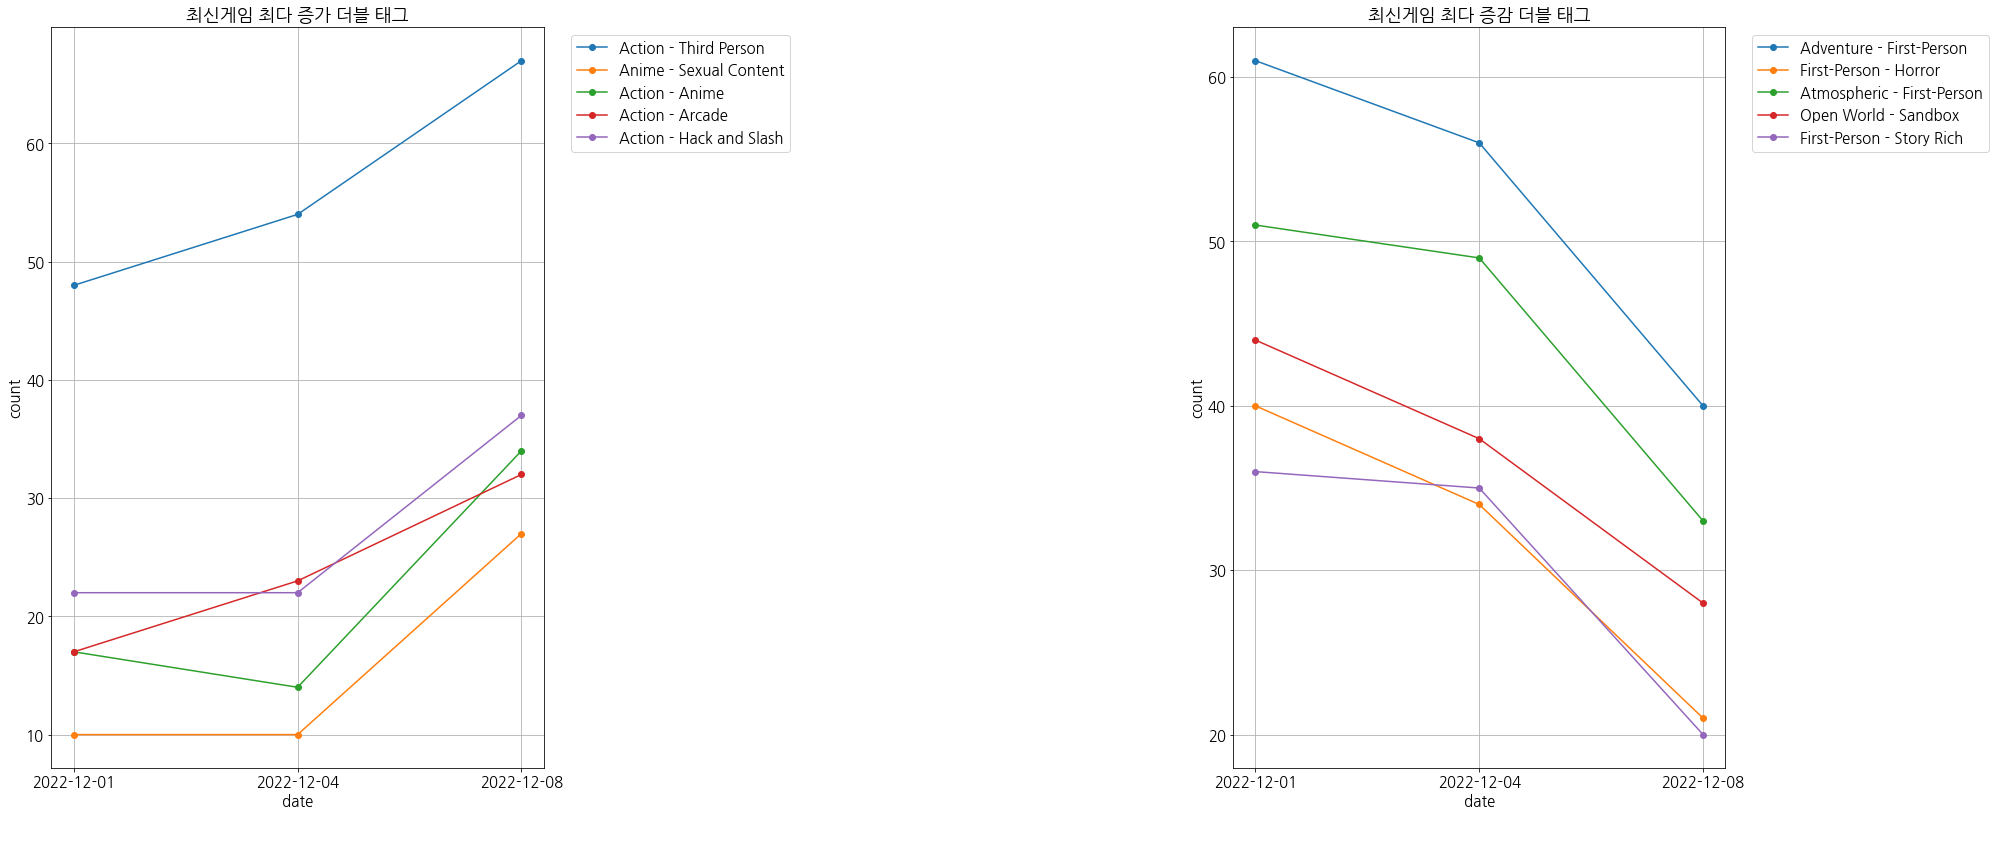 최신게임 최다 증가 더블 태그
count
60
50
40
30
20
10
2022-12-01
2022-12-04
2022-12-08
date
Action - Third Person
Anime - Sexual Content
Action - Anime
Action - Arcade
Action - Hack and Slash
최신게임 최다 증감 더블 태그
count
60
50
40
30
20
2022-12-01
2022-12-04
2022-12-08
date
Adventure - First-Person
First-Person - Horror
Atmospheric - First-Person
Open World - Sandbox
First-Person - Story Rich